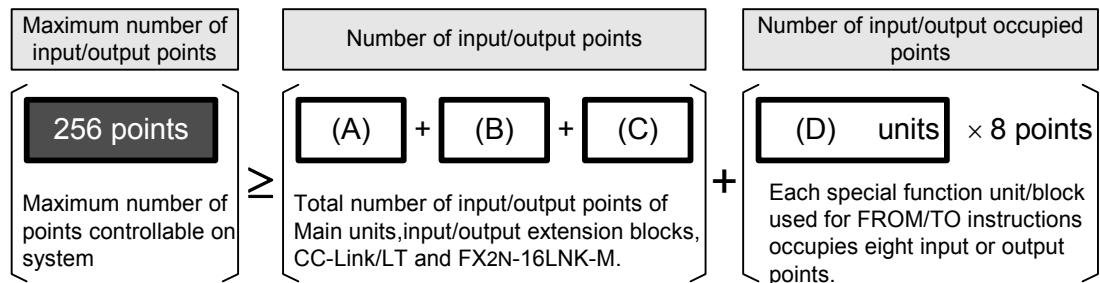 Maximum number of
input/output points
Number of input/output points
Number of input/output occupied
points
256 points
≥
(A) + (B) + (C)
+
(D) units × 8 points
Maximum number of
points controllable on
system
Total number of input/output points of
Main units,input/output extension blocks,
CC-Link/LT and FX2N-16LNK-M.
Each special function unit/block
used for FROM/TO instructions
occupies eight input or output
points.